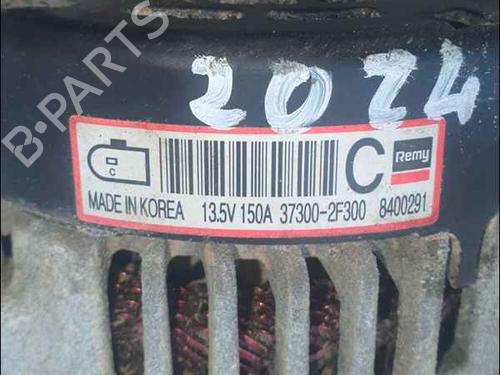 B-PARTS
2024
C
C
Remy
MADE IN KOREA 13.5V 150A 37300-2F300 8400291